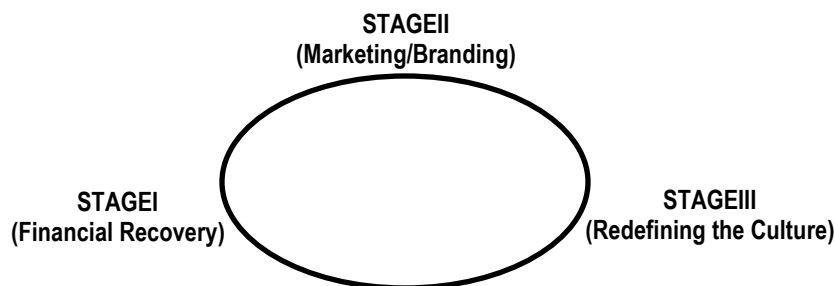 STAGEII
(Marketing/Branding)
STAGEI
(Financial Recovery)
STAGEIII
(Redefining the Culture)